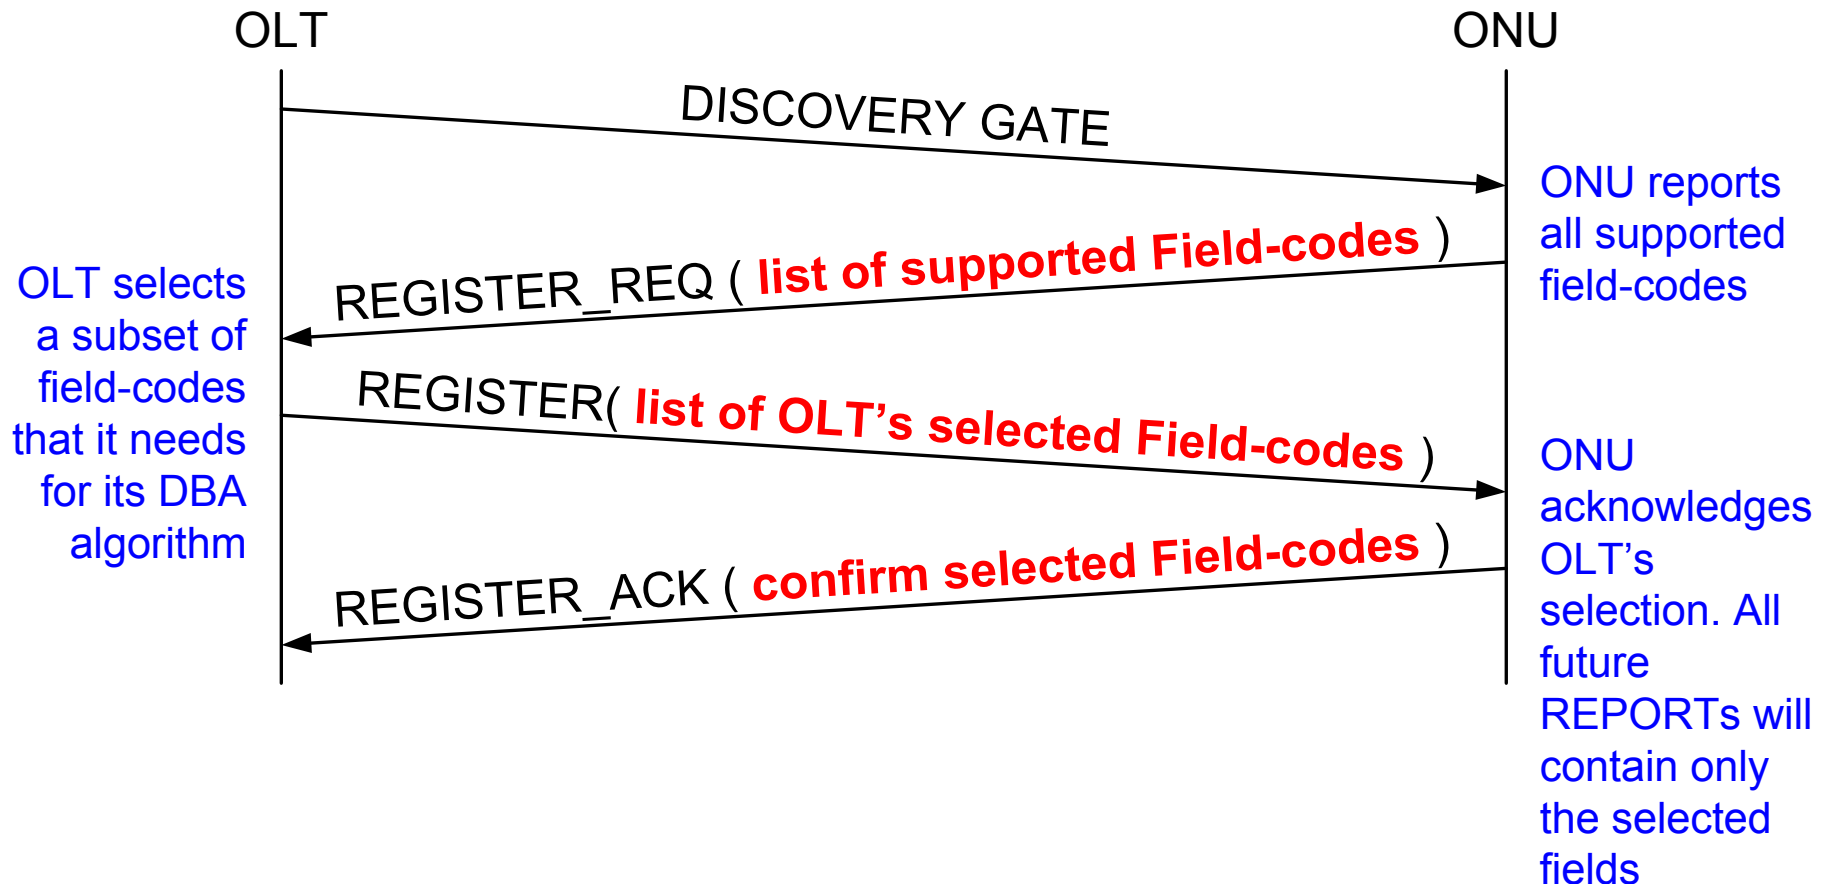 OLT
ONU
DISCOVERY GATE
ONU reports
all supported
field-codes
REGISTER_REQ ( list of supported Field-codes )
OLT selects
a subset of
field-codes
that it needs
for its DBA
algorithm
REGISTER( list of OLT’s selected Field-codes )
ONU
acknowledges
OLT’s
selection. All
future
REPORTs will
contain only
the selected
fields
REGISTER_ACK ( confirm selected Field-codes )